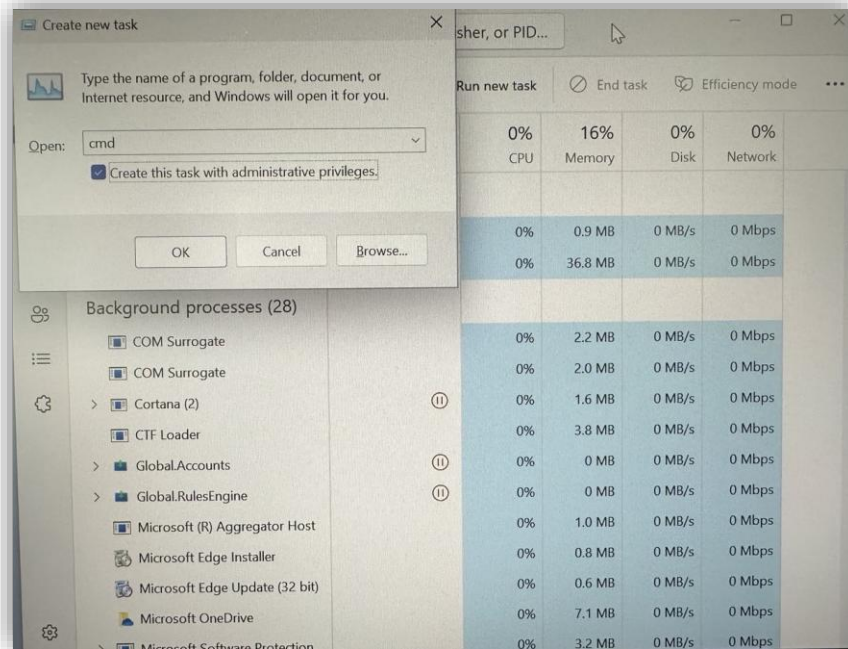 Create new task
Type the name of a program, folder, document, or
Internet resource, and Windows will open it for you.
Open: cmd
Create this task with administrative privileges.
OK Cancel Browse...
sher, or PID...
Run new task End task Efficiency mode ...
0% 16% 0% 0%
CPU Memory Disk Network
0% 0.9 MB 0 MB/s 0 Mbps
0% 36.8 MB 0 MB/s 0 Mbps
Background processes (28)
COM Surrogate 0% 2.2 MB 0 MB/s 0 Mbps
COM Surrogate 0% 2.0 MB 0 MB/s 0 Mbps
Cortana (2) 0% 1.6 MB 0 MB/s 0 Mbps
CTF Loader 0% 3.8 MB 0 MB/s 0 Mbps
Global.Accounts 0% 0 MB 0 MB/s 0 Mbps
Global.RulesEngine 0% 0 MB 0 MB/s 0 Mbps
Microsoft (R) Aggregator Host 0% 1.0 MB 0 MB/s 0 Mbps
Microsoft Edge Installer 0% 0.8 MB 0 MB/s 0 Mbps
Microsoft Edge Update (32 bit) 0% 0.6 MB 0 MB/s 0 Mbps
Microsoft OneDrive 0% 7.1 MB 0 MB/s 0 Mbps
Microsoft Software Protection 0% 3.2 MB 0 MB/s 0 Mbps